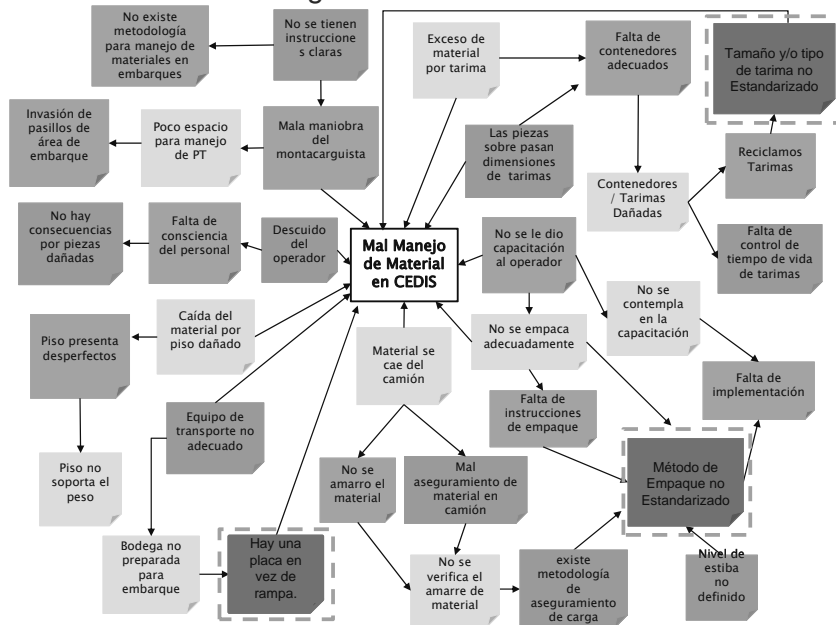 No existe
metodología
para manejo de
materiales en
embarques
No se tienen
instruccione
s claras
Exceso de
material
por tarima
Falta de
contenedores
adecuados
Tamaño y/o tipo
de tarima no
Estandarizado
Invasión de
pasillos de
área de
embarque
Poco espacio
para manejo
de PT
Mala maniobra
del
montacarguista
Las piezas
sobre pasan
dimensiones
de tarimas
Contenedores
/ Tarimas
Dañadas
Reciclamos
Tarimas
No hay
consecuencias
por piezas
dañadas
Falta de
consciencia
del personal
Descuido
del
operador
Mal Manejo
de Material
en CEDIS
No se le dio
capacitación
al operador
Falta de
control de
tiempo de vida
de tarimas
No se
contempla
en la
capacitación
Piso presenta
desperfectos
Caída del
material por
piso dañado
Material se
cae del
camión
No se empaca
adecuadamente
Falta de
implementación
Equipo de
transporte no
adecuado
Falta de
instrucciones
de empaque
Piso no
soporta el
peso
No se
amarro el
material
Mal
aseguramiento de
material en
camión
Método de
Empaque no
Estandarizado
Bodega no
preparada
para
embarque
Hay una
placa en
vez de
rampa.
No se
verifica el
amarre de
material
existe
metodología
de
aseguramiento
de carga
Nivel de
estiba
no
definido